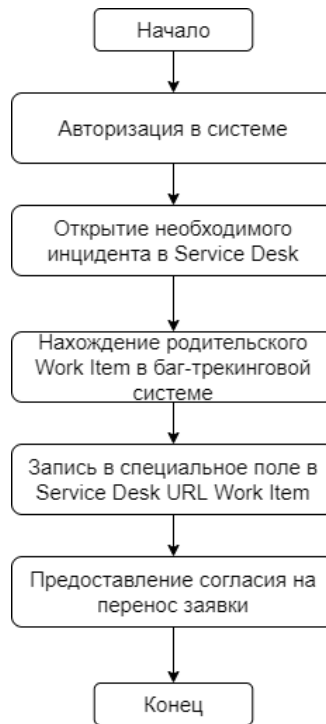 Начало
Авторизация в системе
Открытие необходимого
инцидента в Service Desk
Нахождение родительского
Work Item в баг-трекинговой
системе
Запись в специальное поле в
Service Desk URL Work Item
Предоставление согласия на
перенос заявки
Конец